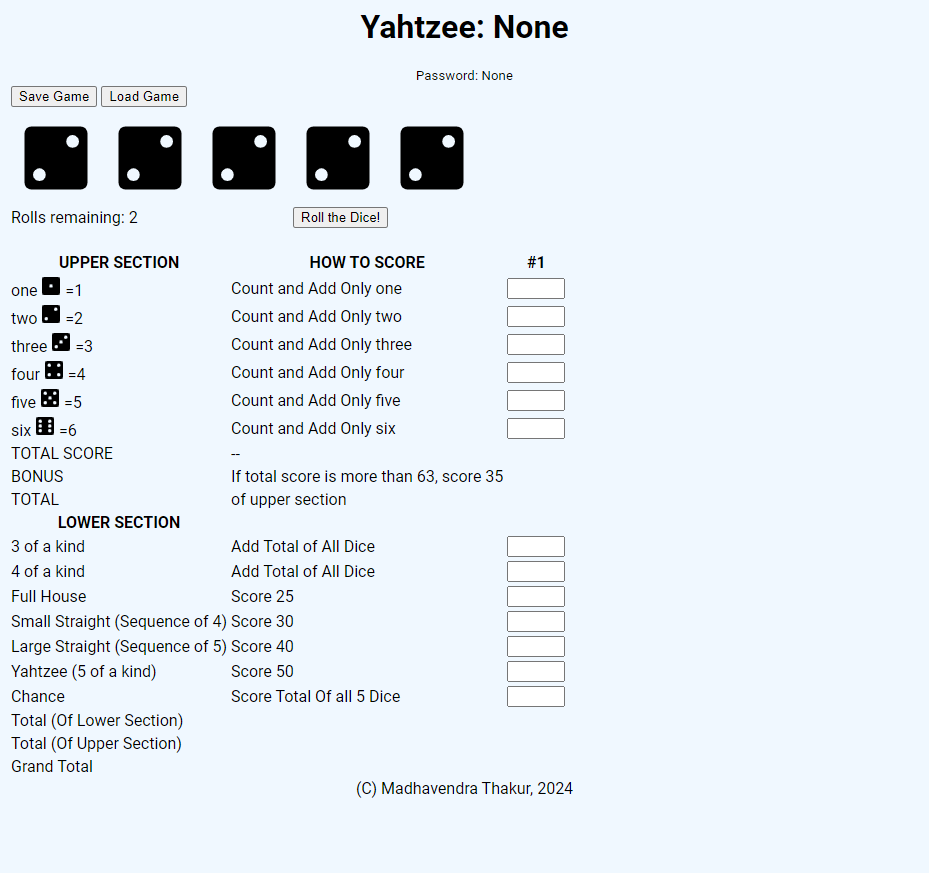 Yahtzee: None
Password: None
Save Game Load Game
Rolls remaining: 2 Roll the Dice!
UPPER SECTION HOW TO SCORE #1
one =1 Count and Add Only one
two =2 Count and Add Only two
three =3 Count and Add Only three
four =4 Count and Add Only four
five =5 Count and Add Only five
six =6 Count and Add Only six
TOTAL SCORE --
BONUS If total score is more than 63, score 35
TOTAL of upper section
LOWER SECTION
3 of a kind Add Total of All Dice
4 of a kind Add Total of All Dice
Full House Score 25
Small Straight (Sequence of 4) Score 30
Large Straight (Sequence of 5) Score 40
Yahtzee (5 of a kind) Score 50
Chance Score Total Of all 5 Dice
Total (Of Lower Section)
Total (Of Upper Section)
Grand Total
(C) Madhavendra Thakur, 2024